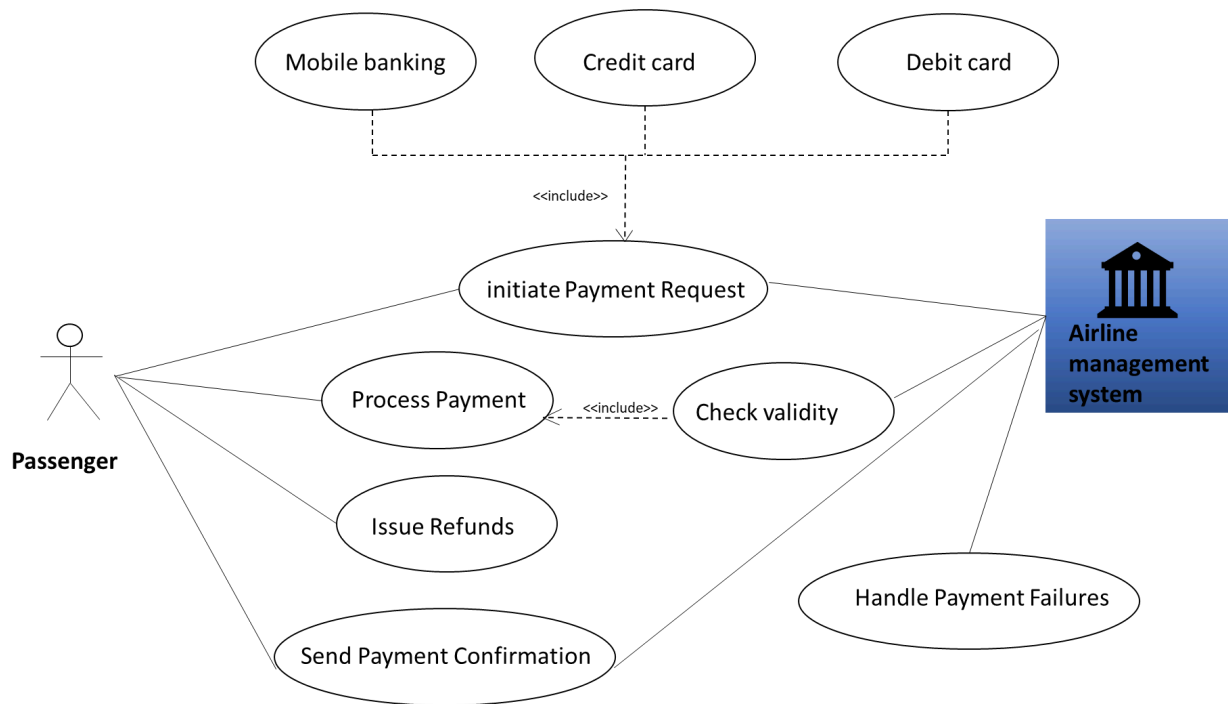 Mobile banking
Credit card
Debit card
<<include>>
initiate Payment Request
Airline
management
system
Process Payment
<<include>>
Check validity
Passenger
Issue Refunds
Handle Payment Failures
Send Payment Confirmation